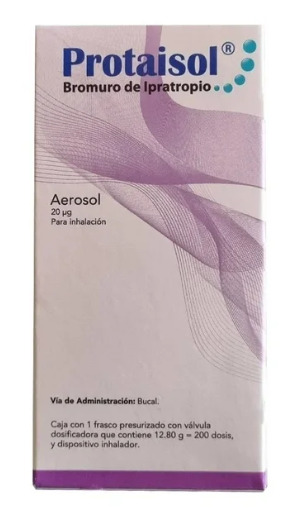 Protaisol®
Bromuro de Ipratropio
Aerosol
20 µg
Para inhalación
Vía de Administración: Bucal.
Caja con 1 frasco presurizado con válvula
dosificadora que contiene 12.80 g = 200 dosis,
y dispositivo inhalador.